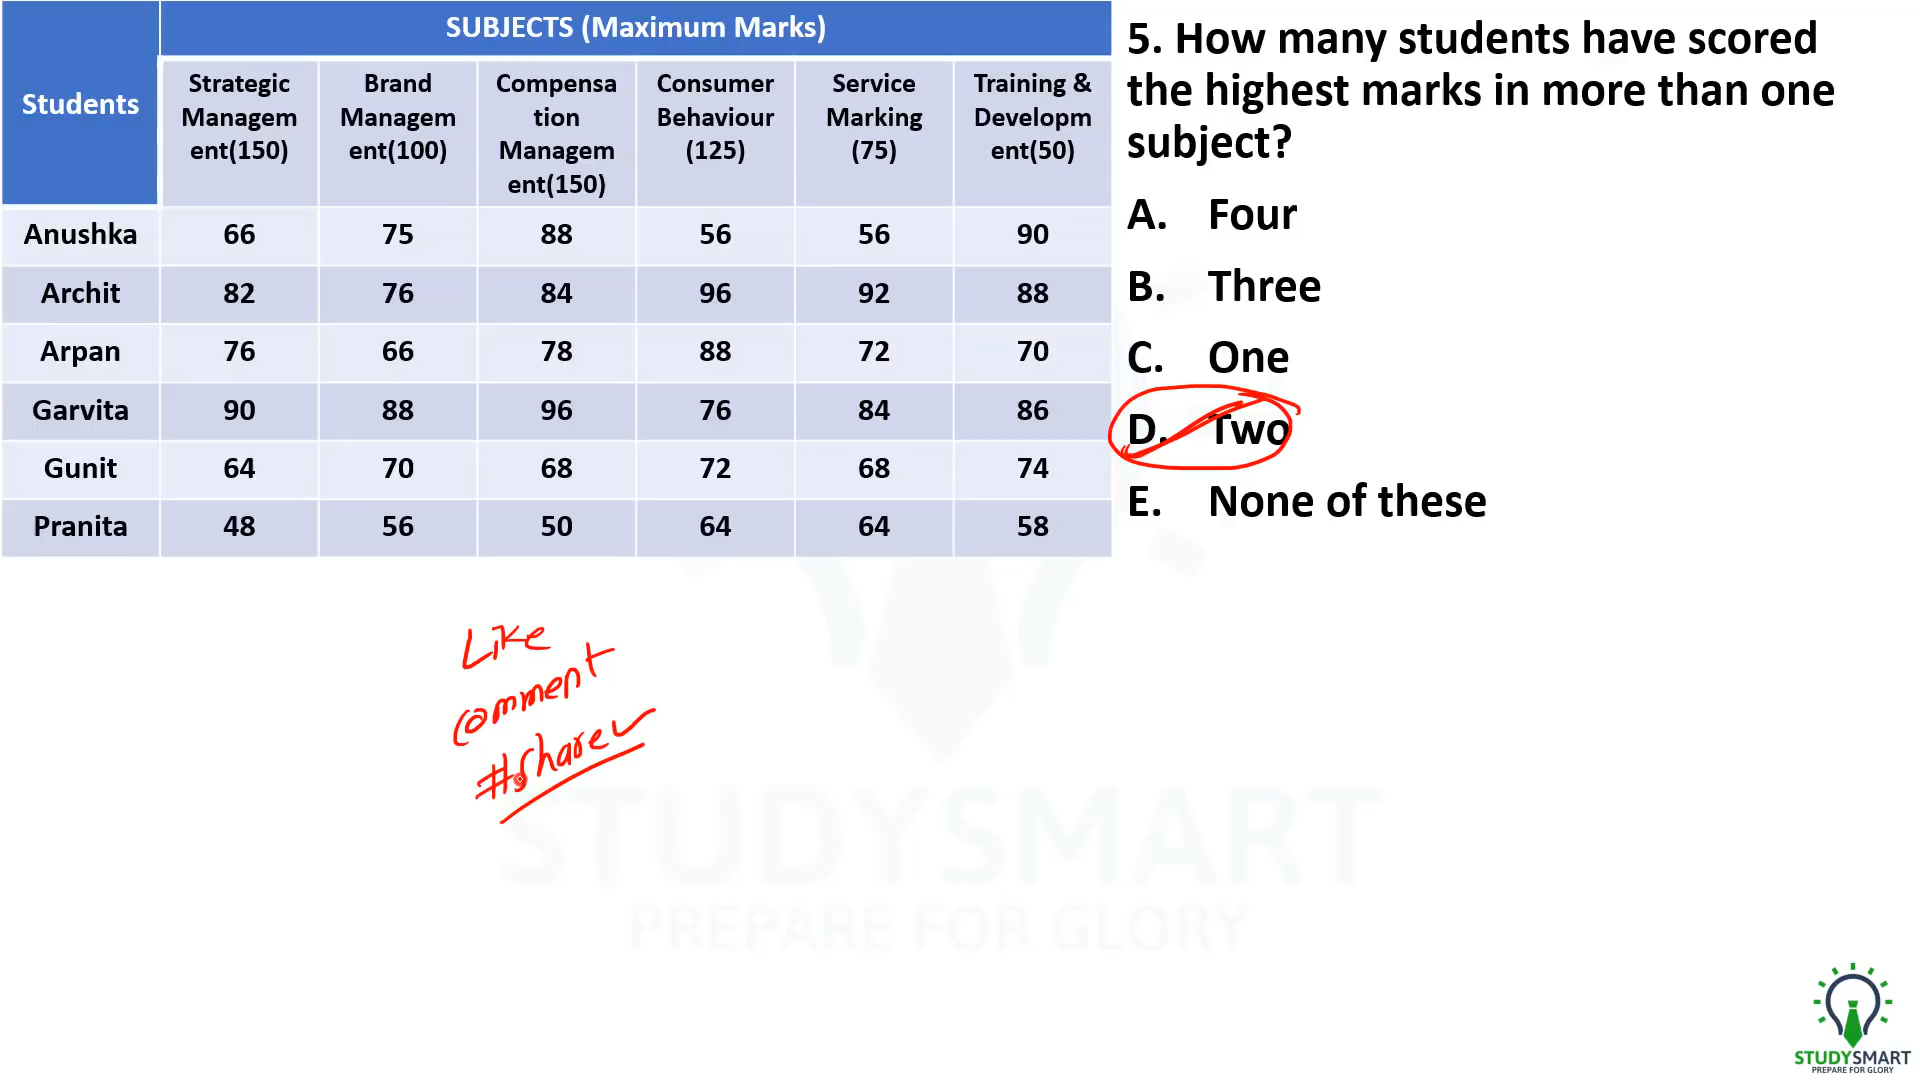 SUBJECTS (Maximum Marks)
Students
Strategic
Managem
ent(150)
Brand
Managem
ent(100)
Compensa
tion
Managem
ent(150)
Consumer
Behaviour
(125)
Service
Marking
(75)
Training &
Developm
ent(50)
Anushka 66 75 88 56 56 90
Archit 82 76 84 96 92 88
Arpan 76 66 78 88 72 70
Garvita 90 88 96 76 84 86
Gunit 64 70 68 72 68 74
Pranita 48 56 50 64 64 58
5. How many students have scored
the highest marks in more than one
subject?
A. Four
B. Three
C. One
D. Two
E. None of these
Like
Comment
#Share
STUDYSMART
PREPARE FOR GLORY
STUDYSMART
PREPARE FOR GLORY